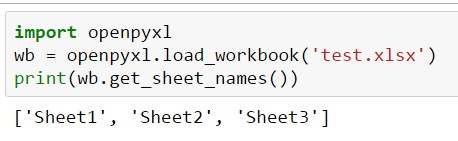 import openpyxl
wb = openpyxl.load_workbook('test.xlsx')
print(wb.get_sheet_names())
['Sheet1', 'Sheet2', 'Sheet3']